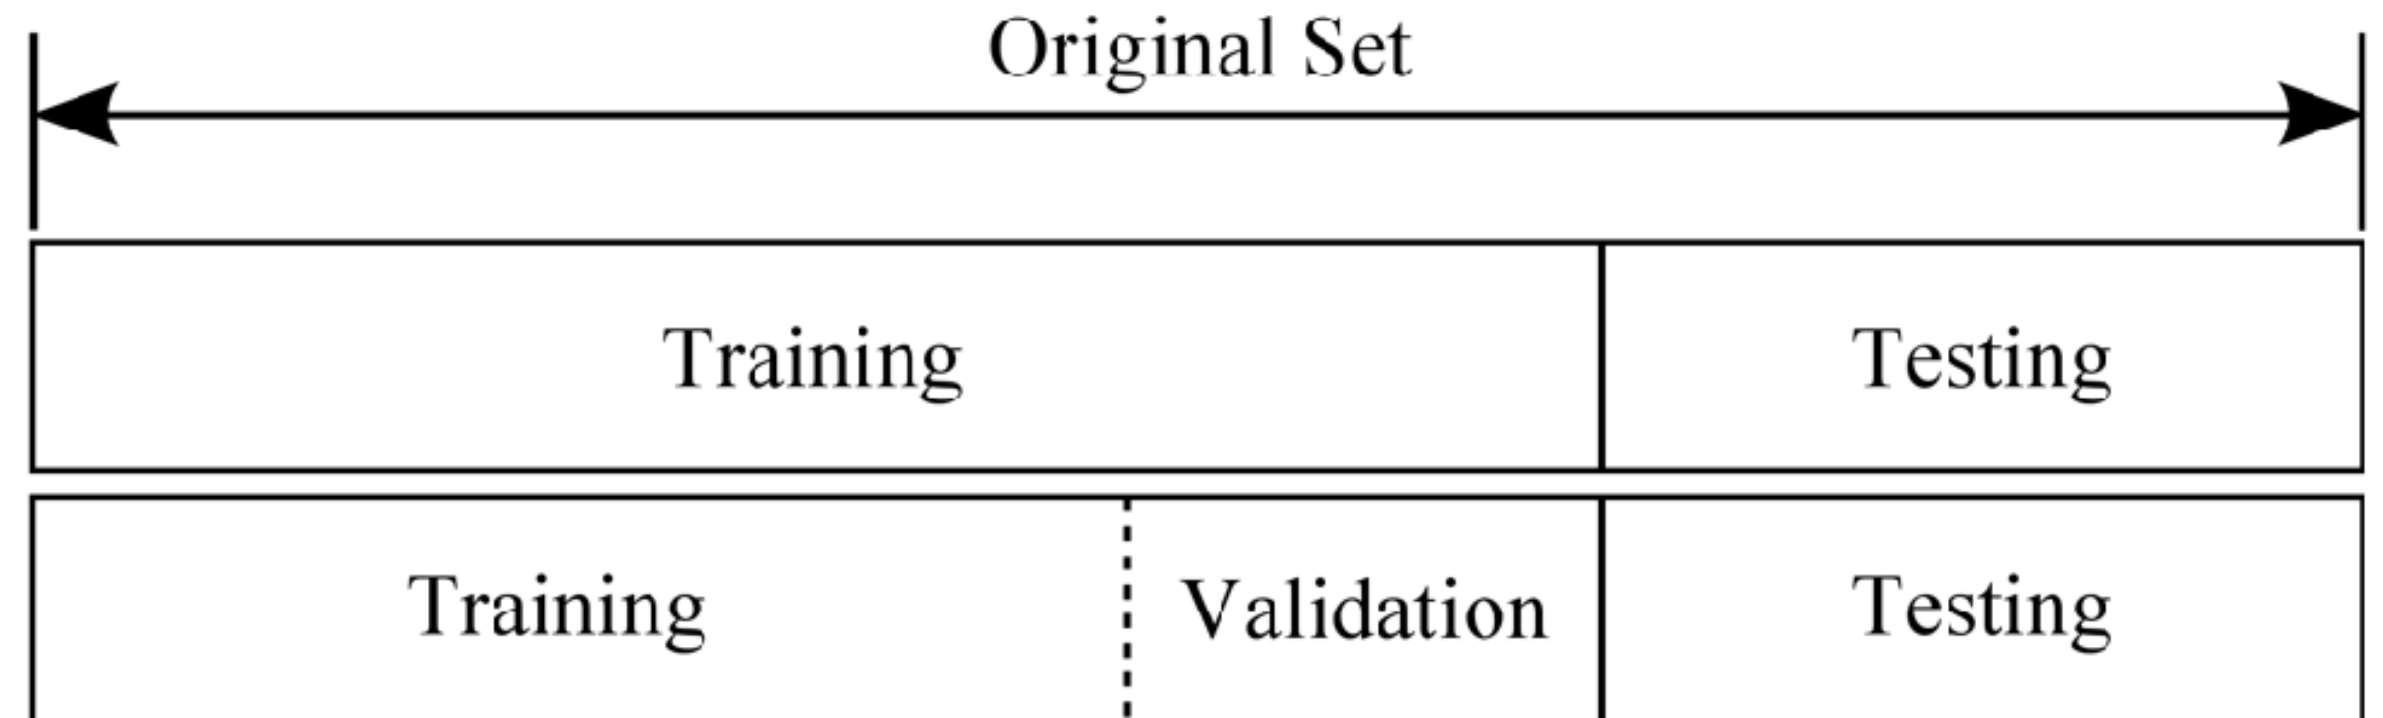 Original Set
Training Testing
Training Validation Testing